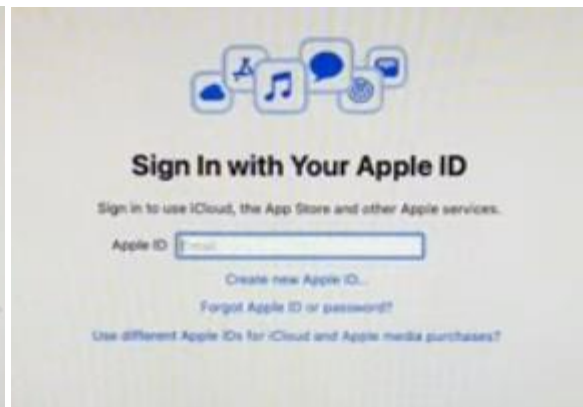 Sign In with Your Apple ID
Sign in to use iCloud, the App Store and other Apple services.
Apple ID Email
Create new Apple ID...
Forgot Apple ID or password?
Use different Apple IDs for iCloud and Apple media purchases?